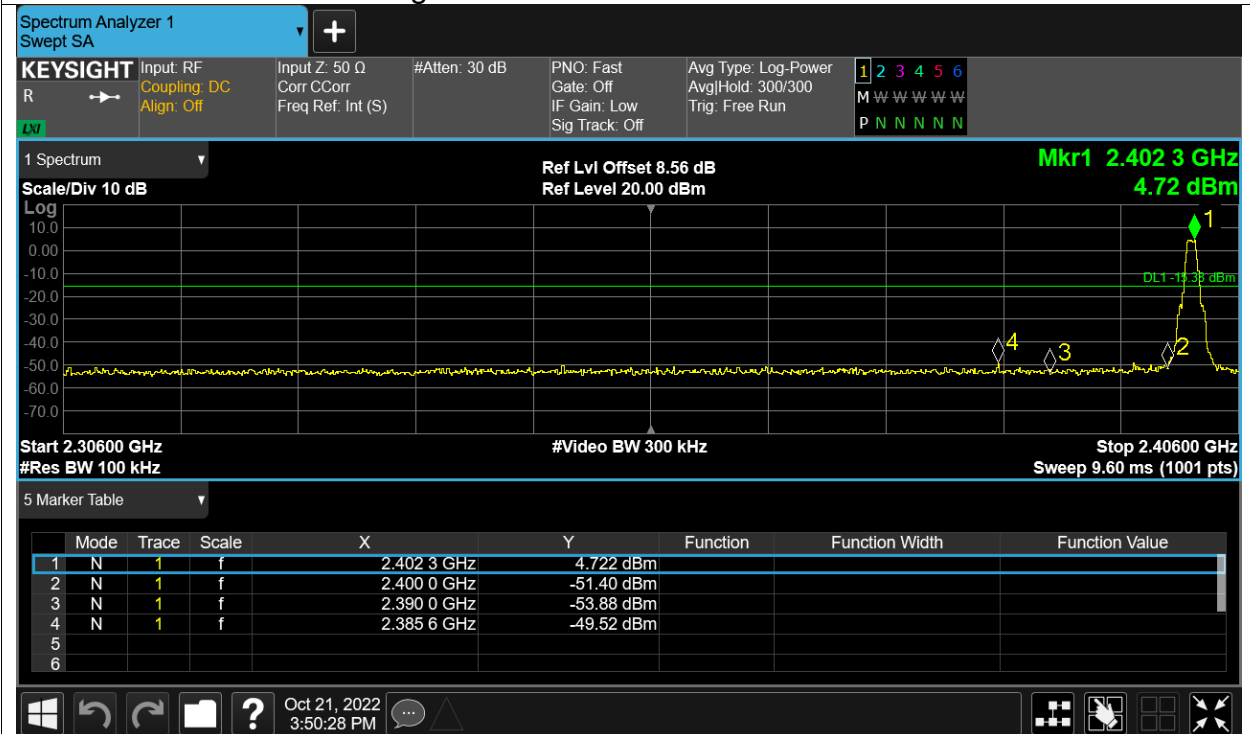 Spectrum Analyzer 1
Swept SA
+
KEYSIGHT Input: RF Input Z: 50 Ω #Atten: 30 dB PNO: Fast Avg Type: Log-Power 1 2 3 4 5 6
R Coupling: DC Corr CCorr Gate: Off Avg|Hold: 300/300 M W W W W W
Align: Off Freq Ref: Int (S) IF Gain: Low Trig: Free Run
LXI Sig Track: Off P N N N N N
1 Spectrum Ref Lvl Offset 8.56 dB Mkr1 2.402 3 GHz
Scale/Div 10 dB Ref Level 20.00 dBm 4.72 dBm
Log
10.0 1
0.00
-10.0 DL1 -15.38 dBm
-20.0
-30.0
-40.0 4 3 2
-50.0
-60.0
-70.0
Start 2.30600 GHz #Video BW 300 kHz Stop 2.40600 GHz
#Res BW 100 kHz Sweep 9.60 ms (1001 pts)
5 Marker Table
Mode Trace Scale X Y Function Function Width Function Value
1 N 1 f 2.402 3 GHz 4.722 dBm
2 N 1 f 2.400 0 GHz -51.40 dBm
3 N 1 f 2.390 0 GHz -53.88 dBm
4 N 1 f 2.385 6 GHz -49.52 dBm
5
6
? Oct 21, 2022
3:50:28 PM